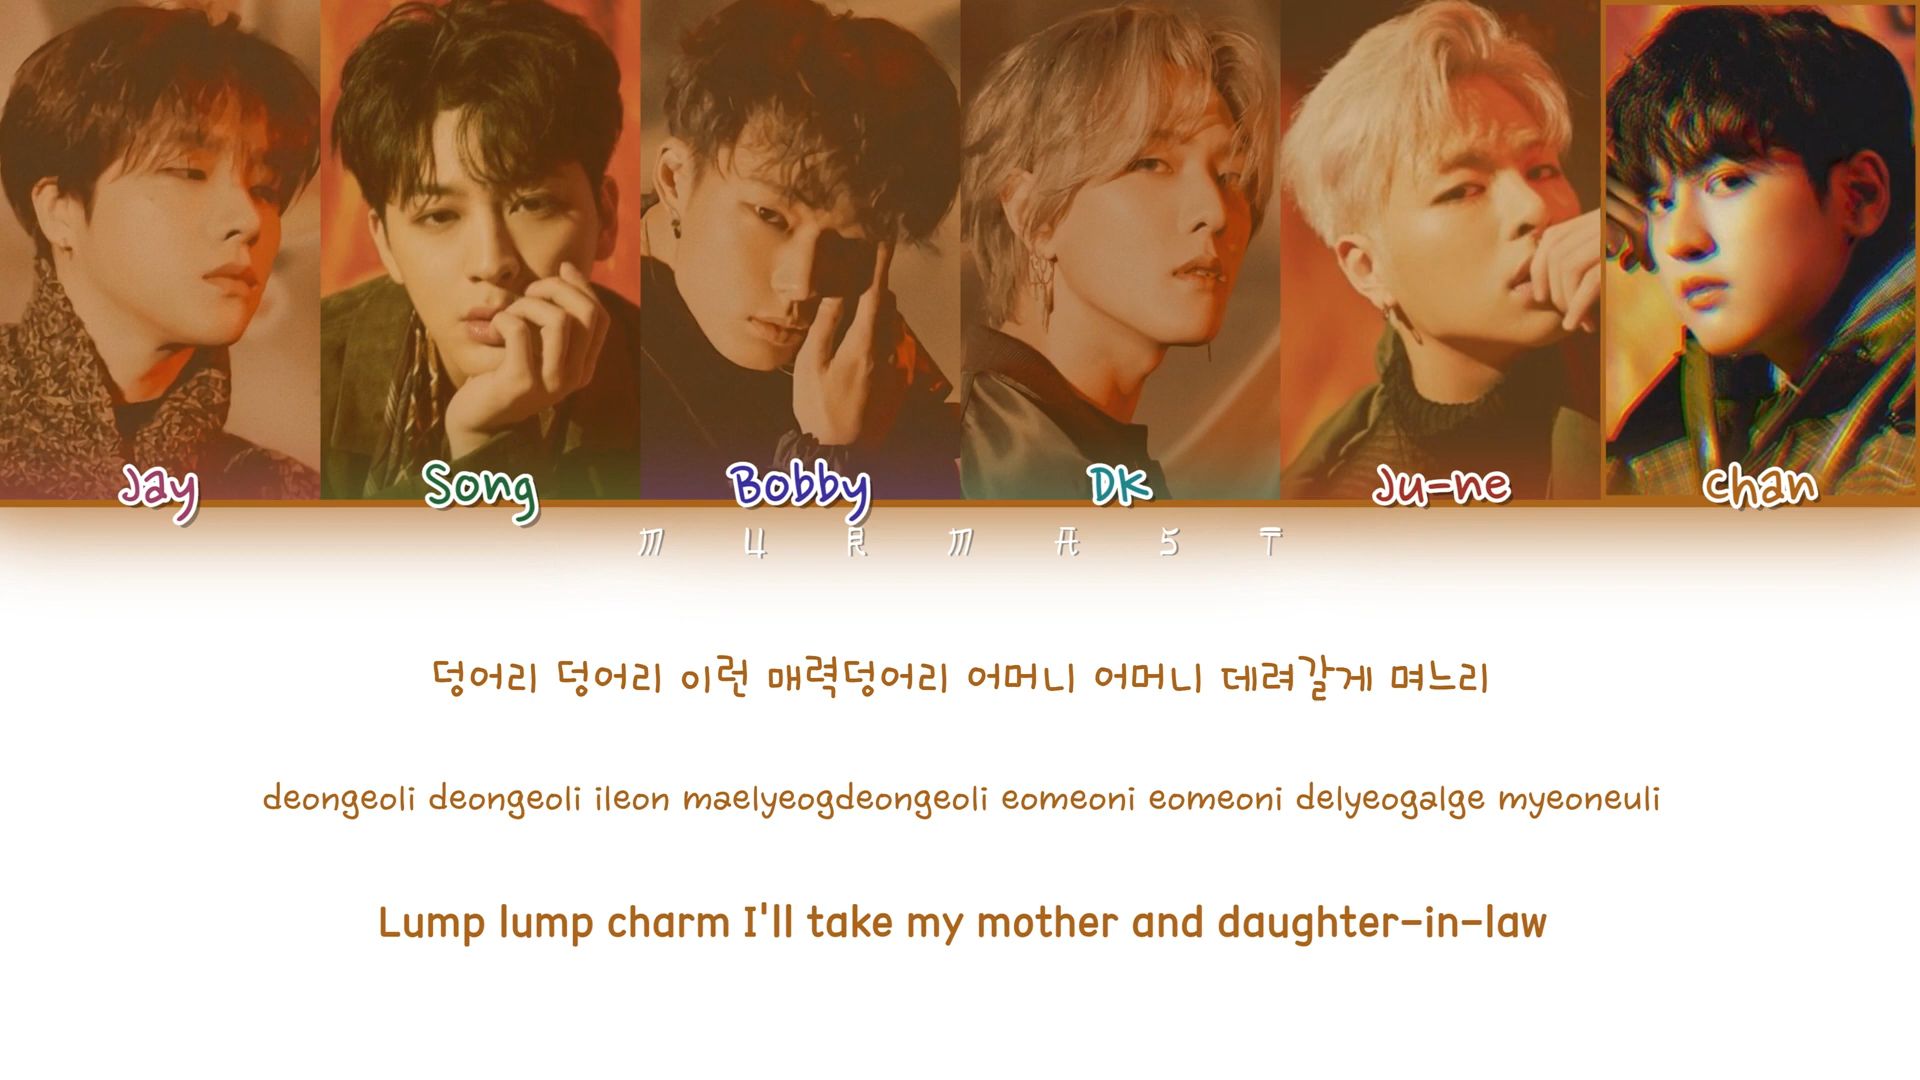 Jay Song Bobby DK Ju-ne Chan
MURMAST
덩어리 덩어리 이런 매력덩어리 어머니 어머니 데려갈게 며느리
deongeoli deongeoli ileon maelyeogdeongeoli eomeoni eomeoni delyeogalge myeoneuli
Lump lump charm I'll take my mother and daughter-in-law